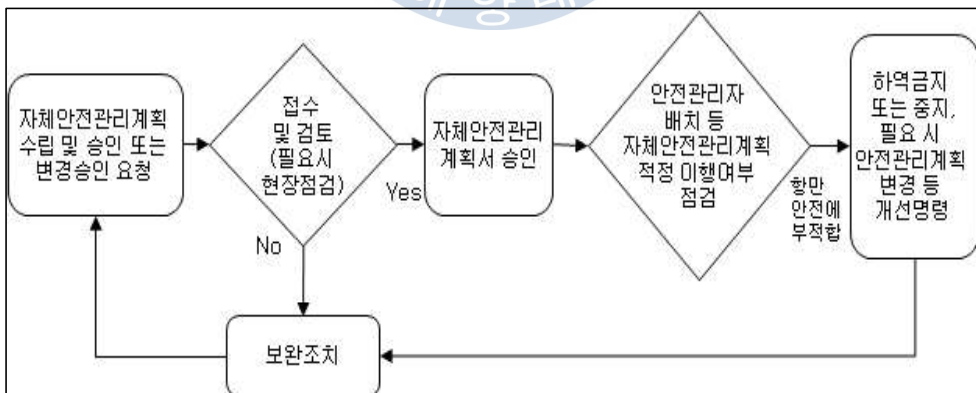 자체안전관리계획
수립 및 승인 또는
변경승인 요청
접수
및 검토
(필요시
현장점검)
Yes
No
자체안전관리
계획서 승인
안전관리자
배치 등
자체안전관리계획
적정 이행여부
점검
항만
안전에
부적합
하역금지
또는 중지,
필요 시
안전관리계획
변경 등
개선명령
보완조치